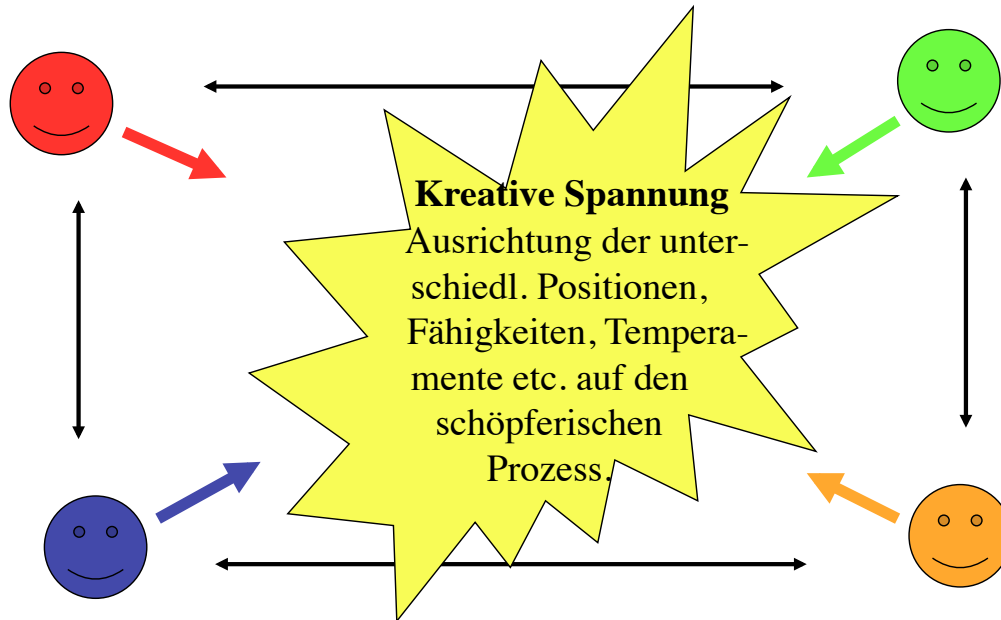 Kreative Spannung
Ausrichtung der unter-
schiedl. Positionen,
Fähigkeiten, Tempera-
mente etc. auf den
schöpferischen
Prozess.